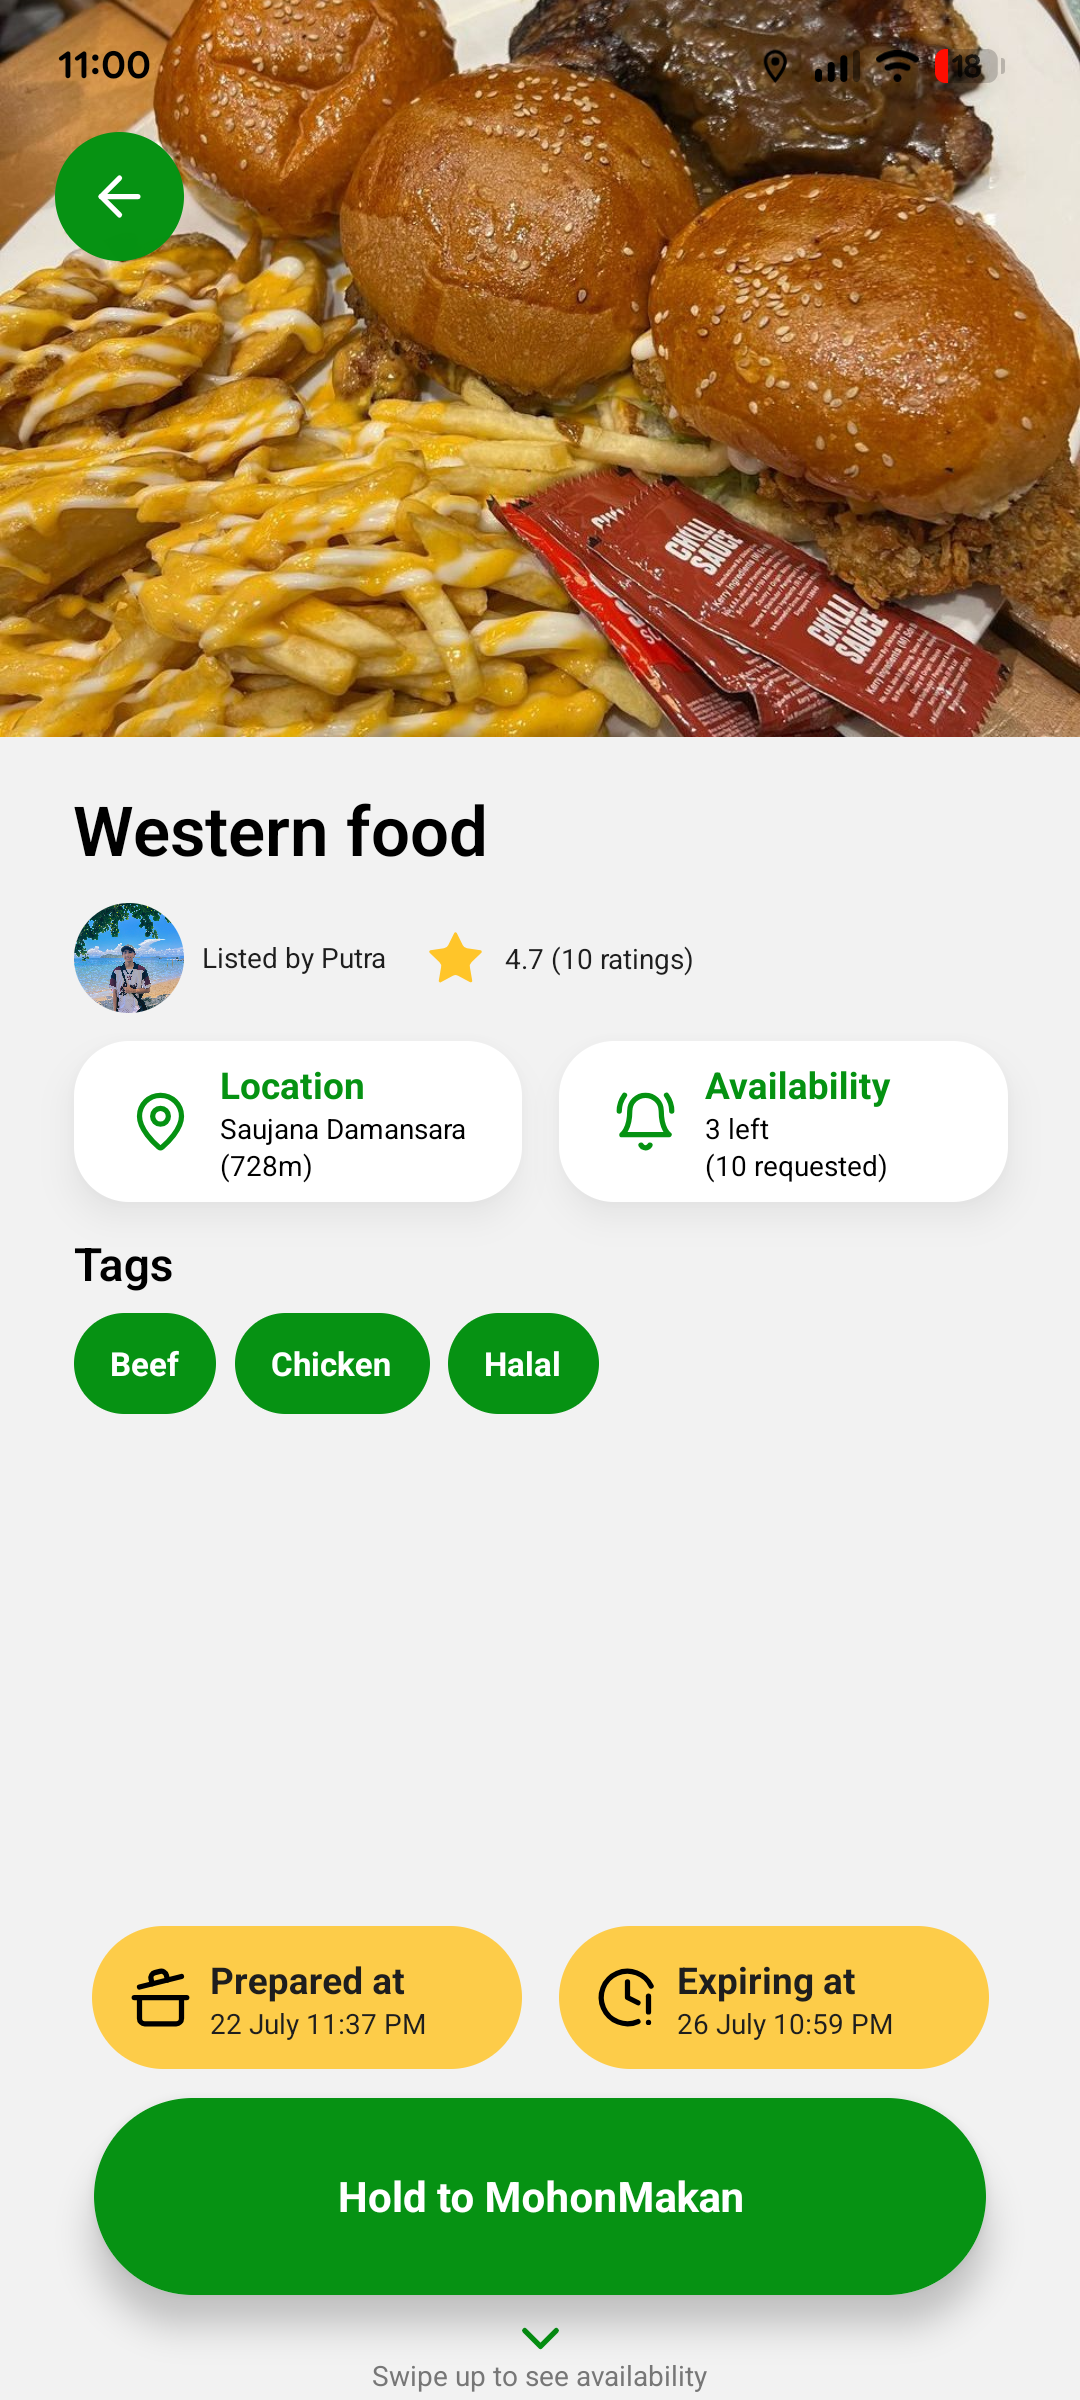 11:00
18
CHILLI
SAUCE
CHILLI
SAUCE
Western food
Listed by Putra
4.7 (10 ratings)
Location
Saujana Damansara
(728m)
Availability
3 left
(10 requested)
Tags
Beef
Chicken
Halal
Prepared at
22 July 11:37 PM
Expiring at
26 July 10:59 PM
Hold to MohonMakan
Swipe up to see availability